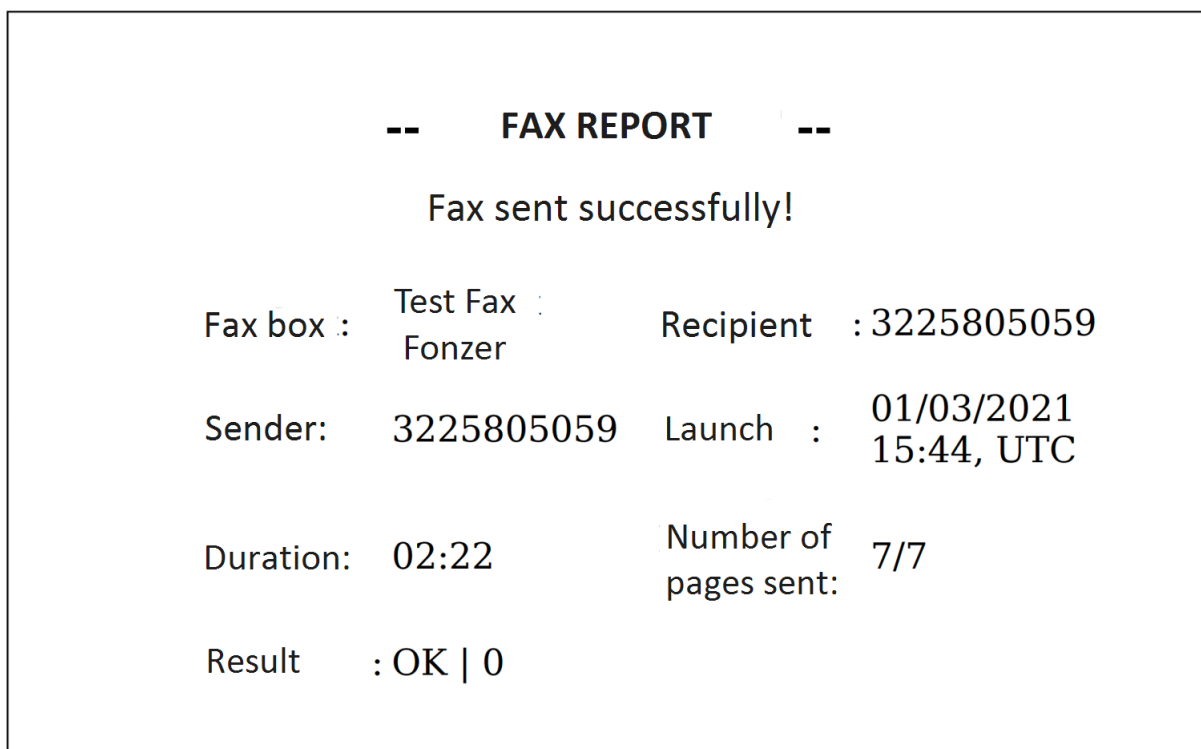 -- FAX REPORT --
Fax sent successfully!
Fax box : Test Fax Fonzer Recipient : 3225805059
Sender: 3225805059 Launch : 01/03/2021 15:44, UTC
Duration: 02:22 Number of pages sent: 7/7
Result : OK | 0